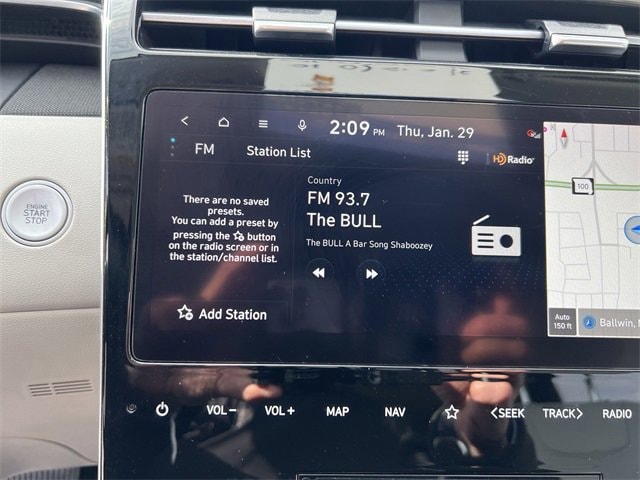 2:09 PM Thu, Jan. 29
FM Station List
HD Radio
There are no saved
presets.
You can add a preset by
pressing the button
on the radio screen or in
the station/channel list.
Add Station
Country
FM 93.7
The BULL
The BULL A Bar Song Shaboozey
100
Auto
150 ft
Ballwin,
ENGINE
START
STOP
VOL− VOL+ MAP NAV <SEEK TRACK> RADIO